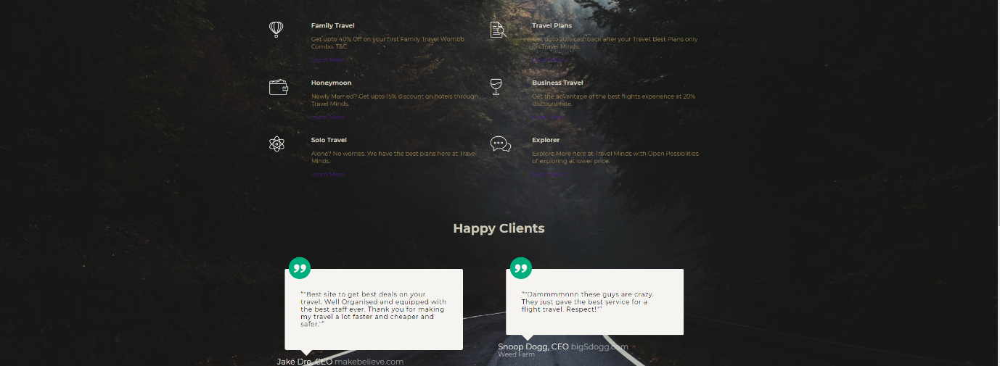 Family Travel
Get upto 40% Off on your first Family Travel Wombo
Combo. T&C.
Learn More
Travel Plans
Get upto 20% cashback after your Travel. Best Plans only
on Travel Minds.
Learn More
Honeymoon
Newly Married? Get upto 15% discount on hotels through
Travel Minds.
Learn More
Business Travel
Get the advantage of the best flights experience at 20%
discount rate.
Learn More
Solo Travel
Alone? No worries. We have the best plans here at Travel
Minds.
Learn More
Explorer
Explore More here at Travel Minds with Open Possiblities
of exploring at lower price.
Learn More
Happy Clients
“"Best site to get best deals on your
travel. Well Organised and equipped with
the best staff ever. Thank you for making
my travel a lot faster and cheaper and
safer."”
Jake Dre, CEO makebelieve.com
“"Dammmmnnn these guys are crazy.
They just gave the best service for a
flight travel. Respect!"”
Snoop Dogg, CEO bigSdogg.com
Weed Farm